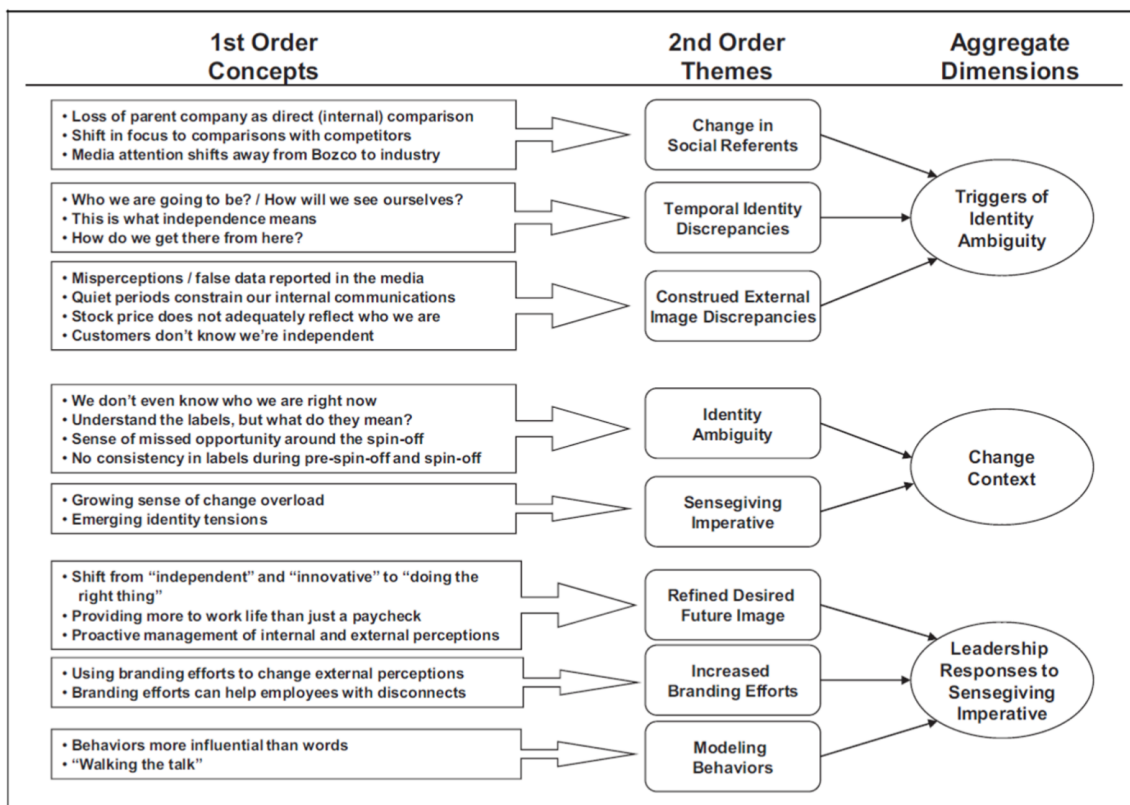 1st Order
Concepts
2nd Order
Themes
Aggregate
Dimensions
• Loss of parent company as direct (internal) comparison
• Shift in focus to comparisons with competitors
• Media attention shifts away from Bozco to industry
Change in
Social Referents
• Who we are going to be? / How will we see ourselves?
• This is what independence means
• How do we get there from here?
Temporal Identity
Discrepancies
Triggers of
Identity
Ambiguity
• Misperceptions / false data reported in the media
• Quiet periods constrain our internal communications
• Stock price does not adequately reflect who we are
• Customers don’t know we’re independent
Construed External
Image Discrepancies
• We don’t even know who we are right now
• Understand the labels, but what do they mean?
• Sense of missed opportunity around the spin-off
• No consistency in labels during pre-spin-off and spin-off
Identity
Ambiguity
Change
Context
• Growing sense of change overload
• Emerging identity tensions
Sensegiving
Imperative
• Shift from “independent” and “innovative” to “doing the
right thing”
• Providing more to work life than just a paycheck
• Proactive management of internal and external perceptions
Refined Desired
Future Image
• Using branding efforts to change external perceptions
• Branding efforts can help employees with disconnects
Increased
Branding Efforts
Leadership
Responses to
Sensegiving
Imperative
• Behaviors more influential than words
• “Walking the talk”
Modeling
Behaviors